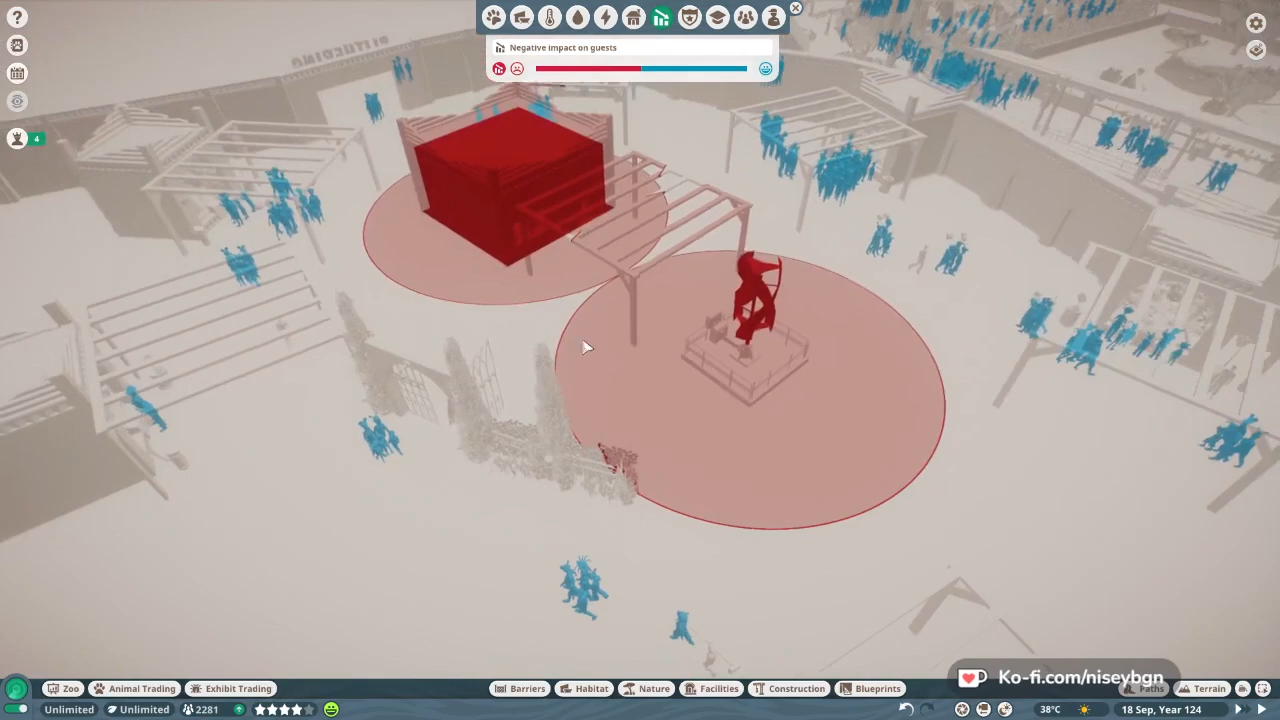 ?
Negative impact on guests
4
Zoo
Animal Trading
Exhibit Trading
Barriers
Habitat
Nature
Facilities
Construction
Blueprints
Paths
Terrain
Ko-fi.com/niseybgn
Unlimited
Unlimited
2281
38°C
18 Sep, Year 124